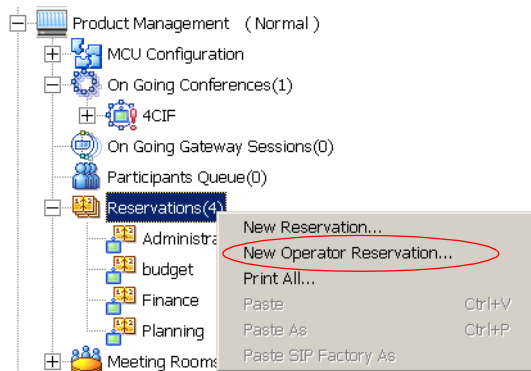 Product Management (Normal)
MCU Configuration
On Going Conferences(1)
4CIF
On Going Gateway Sessions(0)
Participants Queue(0)
Reservations(4)
Administra
budget
Finance
Planning
Meeting Rooms
New Reservation...
New Operator Reservation...
Print All...
Paste Ctrl+V
Paste As Ctrl+P
Paste SIP Factory As